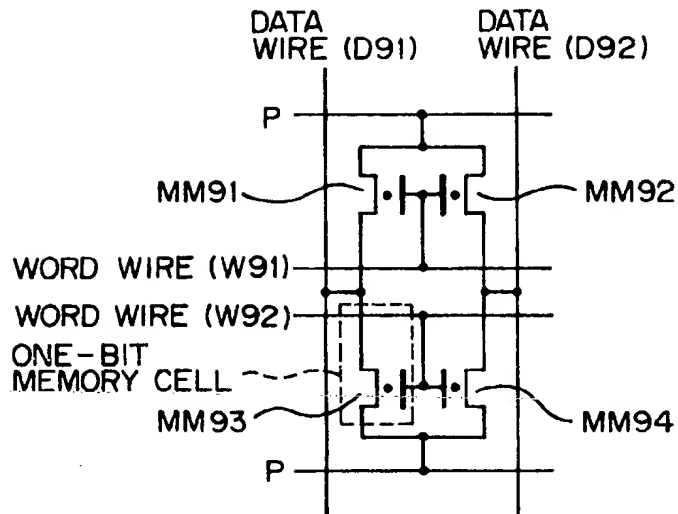 DATA
WIRE (D91)
DATA
WIRE (D92)
P
MM91
MM92
WORD WIRE (W91)
WORD WIRE (W92)
ONE-BIT
MEMORY CELL
MM93
MM94
P